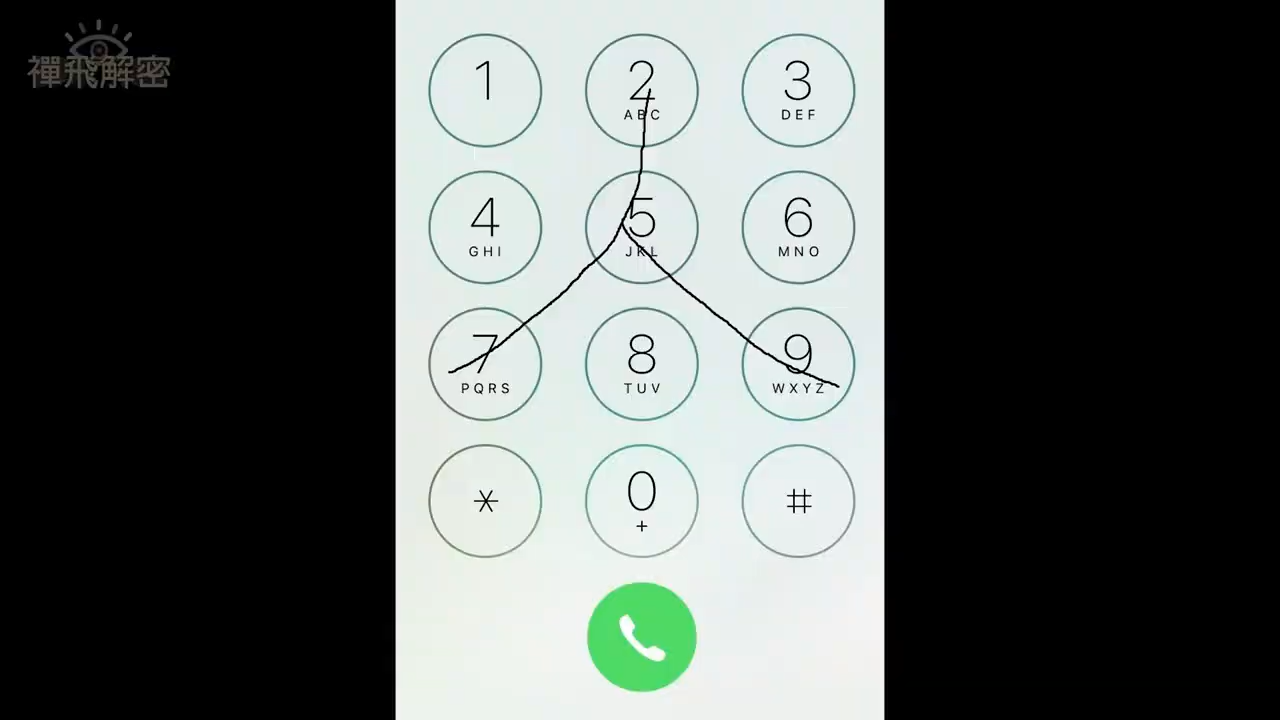 禪飛解密
1 2 3
ABC DEF
4 5 6
GHI JKL MNO
7 8 9
PQRS TUV WXYZ
* 0 #
+